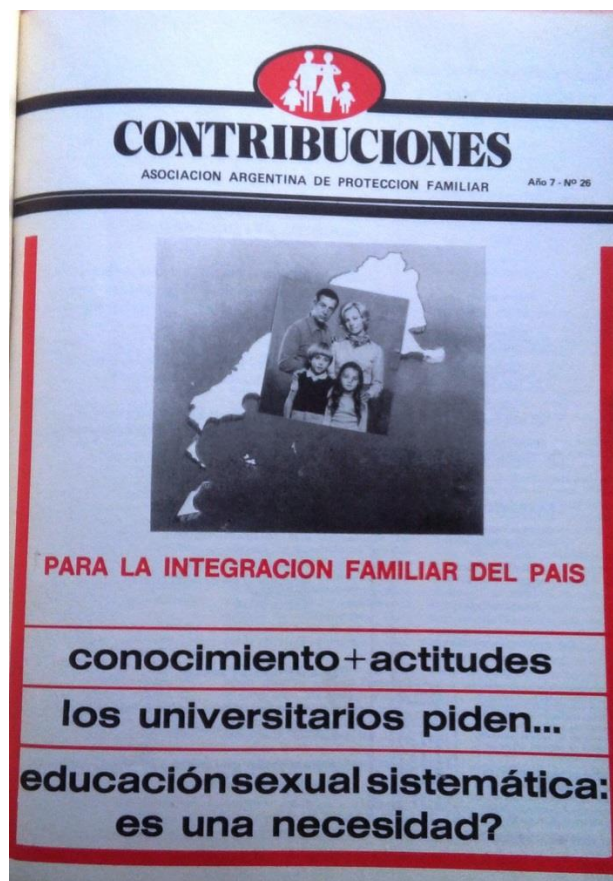 CONTRIBUCIONES
ASOCIACION ARGENTINA DE PROTECCION FAMILIAR
Año 7 - Nº 26
PARA LA INTEGRACION FAMILIAR DEL PAIS
conocimiento+actitudes
los universitarios piden...
educación sexual sistemática:
es una necesidad?